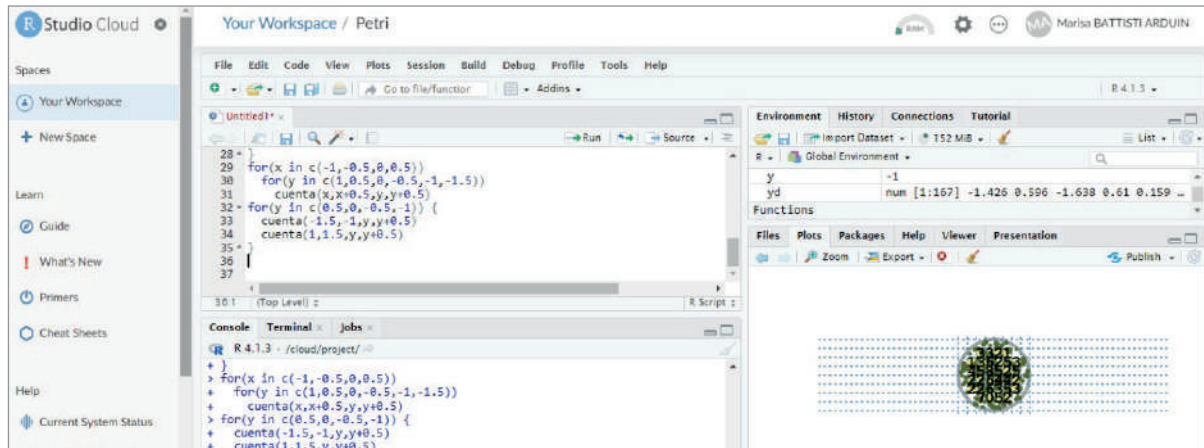 R Studio Cloud
Your Workspace / Petri
RAM
MA
Marisa BATTISTI ARDUIN
Spaces
Your Workspace
New Space
Learn
Guide
What's New
Primers
Cheat Sheets
Help
Current System Status
File Edit Code View Plots Session Build Debug Profile Tools Help
Go to file/function
Addins
R 4.1.3
Untitled1*
Run
Source
28 }
29 for(x in c(-1,-0.5,0,0.5))
30 for(y in c(1,0.5,0,-0.5,-1,-1.5))
31 cuenta(x,x+0.5,y,y+0.5)
32 for(y in c(0.5,0,-0.5,-1)) {
33 cuenta(-1.5,-1,y,y+0.5)
34 cuenta(1,1.5,y,y+0.5)
35 }
36
37
36:1 (Top Level)
R Script
Console Terminal Jobs
R 4.1.3 · /cloud/project/
+ }
> for(x in c(-1,-0.5,0,0.5))
+ for(y in c(1,0.5,0,-0.5,-1,-1.5))
+ cuenta(x,x+0.5,y,y+0.5)
> for(y in c(0.5,0,-0.5,-1)) {
+ cuenta(-1.5,-1,y,y+0.5)
+ cuenta(1,1.5,y,y+0.5)
Environment History Connections Tutorial
Import Dataset
152 MiB
List
R
Global Environment
y -1
yd num [1:167] -1.426 0.596 -1.638 0.61 0.159 …
Functions
Files Plots Packages Help Viewer Presentation
Zoom
Export
Publish